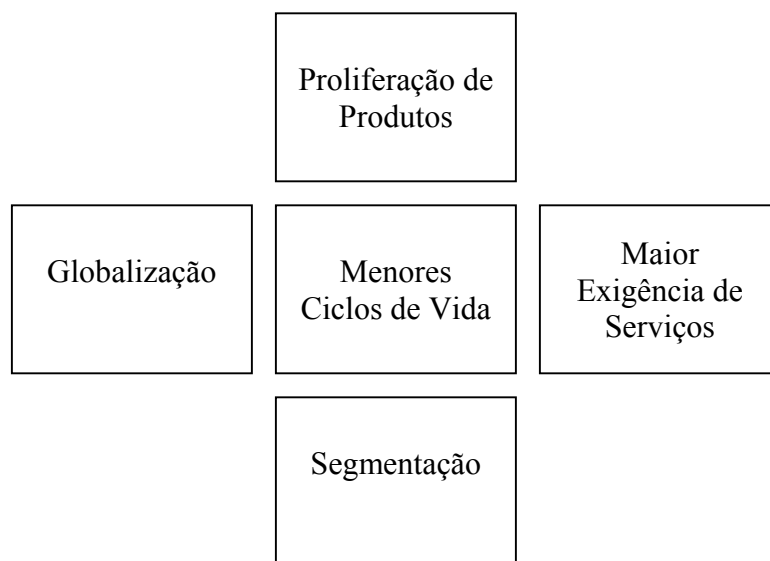 Proliferação de
Produtos
Globalização
Menores
Ciclos de Vida
Maior
Exigência de
Serviços
Segmentação